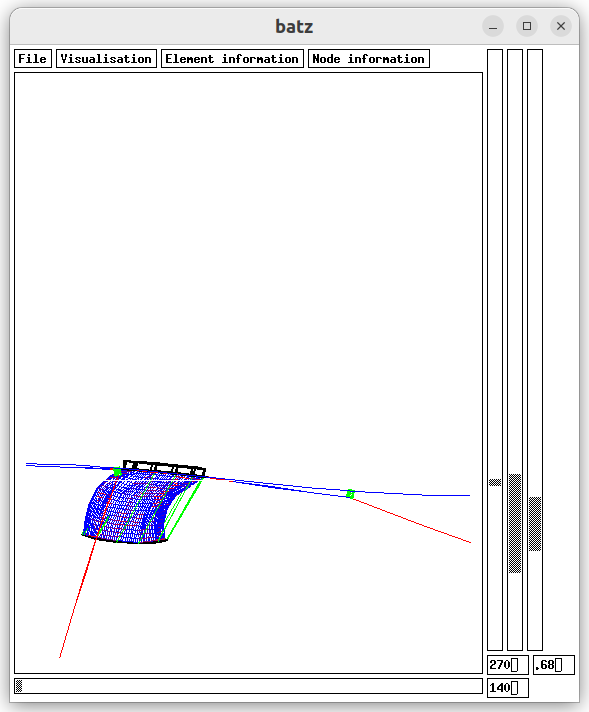 batz
File Visualisation Element information Node information
270 .68
140